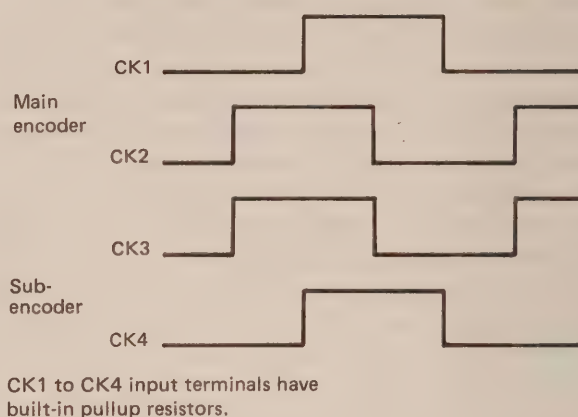 CK1
Main
encoder
CK2
CK3
Sub-
encoder
CK4
CK1 to CK4 input terminals have
built-in pullup resistors.